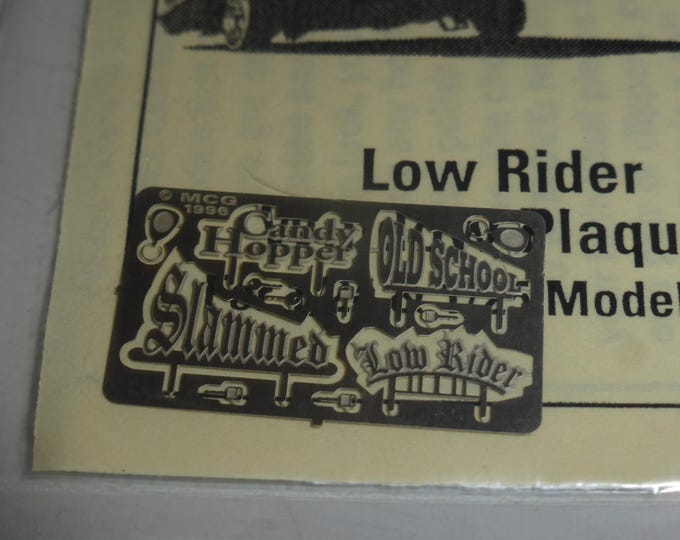 Low Rider
Plaqu
Model
© MCG
1996
Candy
Hopper
OLD SCHOOL
Slammed
Low Rider